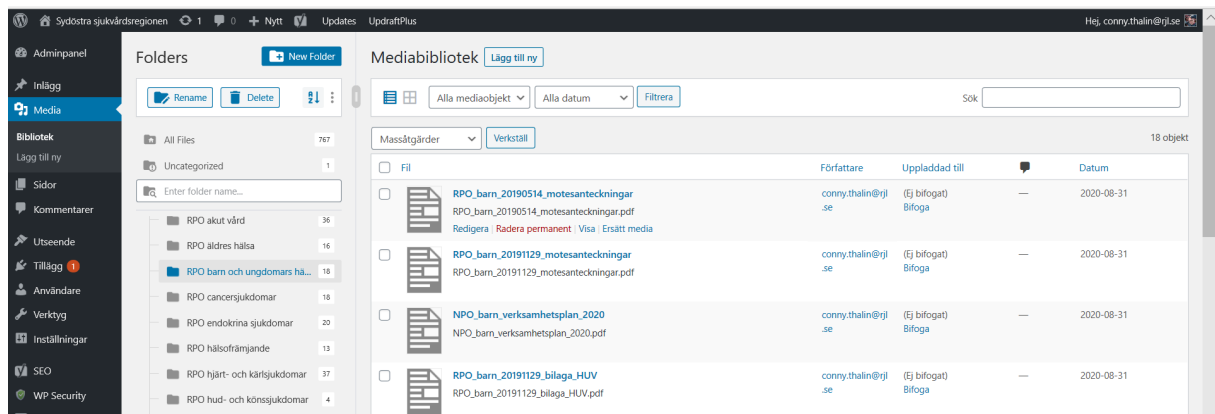 Sydöstra sjukvårdsregionen 1 0 Nytt Updates UpdraftPlus Hej, conny.thalin@rjl.se
Adminpanel
Inlägg
Media
Bibliotek
Lägg till ny
Sidor
Kommentarer
Utseende
Tillägg 1
Användare
Verktyg
Inställningar
SEO
WP Security
Folders New Folder
Rename Delete
All Files 767
Uncategorized 1
Enter folder name...
RPO akut vård 36
RPO äldres hälsa 16
RPO barn och ungdomars hä... 18
RPO cancersjukdomar 18
RPO endokrina sjukdomar 20
RPO hälsofrämjande 13
RPO hjärt- och kärlsjukdomar 37
RPO hud- och könssjukdomar 4
Mediabibliotek Lägg till ny
Alla mediaobjekt Alla datum Filtrera Sök
Massåtgärder Verkställ 18 objekt
Fil Författare Uppladdad till Datum
RPO_barn_20190514_motesanteckningar conny.thalin@rjl (Ej bifogat) — 2020-08-31
RPO_barn_20190514_motesanteckningar.pdf .se Bifoga
Redigera | Radera permanent | Visa | Ersätt media
RPO_barn_20191129_motesanteckningar conny.thalin@rjl (Ej bifogat) — 2020-08-31
RPO_barn_20191129_motesanteckningar.pdf .se Bifoga
NPO_barn_verksamhetsplan_2020 conny.thalin@rjl (Ej bifogat) — 2020-08-31
NPO_barn_verksamhetsplan_2020.pdf .se Bifoga
RPO_barn_20191129_bilaga_HUV conny.thalin@rjl (Ej bifogat) — 2020-08-31
RPO_barn_20191129_bilaga_HUV.pdf .se Bifoga